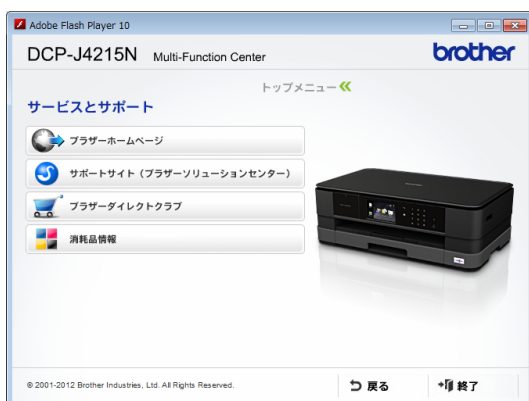 Adobe Flash Player 10
DCP-J4215N Multi-Function Center
brother
トップメニュー
サービスとサポート
ブラザーホームページ
サポートサイト（ブラザーソリューションセンター）
ブラザーダイレクトクラブ
消耗品情報
© 2001-2012 Brother Industries, Ltd. All Rights Reserved.
戻る
終了